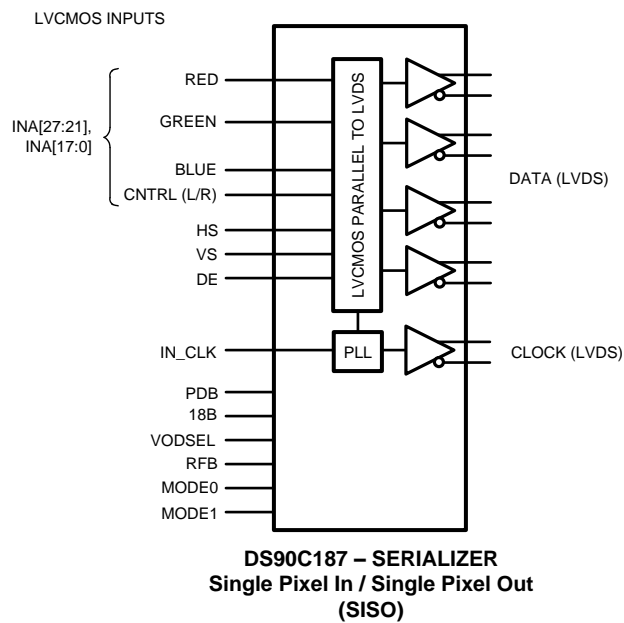 LVCMOS INPUTS
INA[27:21],
INA[17:0]
RED
GREEN
BLUE
CNTRL (L/R)
HS
VS
DE
IN_CLK
PDB
18B
VODSEL
RFB
MODE0
MODE1
LVCMOS PARALLEL TO LVDS
PLL
DATA (LVDS)
CLOCK (LVDS)
DS90C187 – SERIALIZER
Single Pixel In / Single Pixel Out
(SISO)